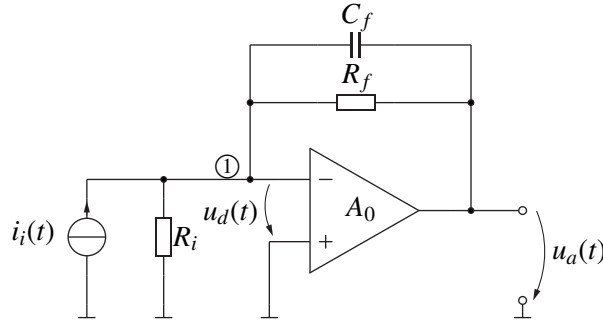 C_f
R_f
①
−
A_0
u_d(t)
i_i(t)
R_i
+
u_a(t)